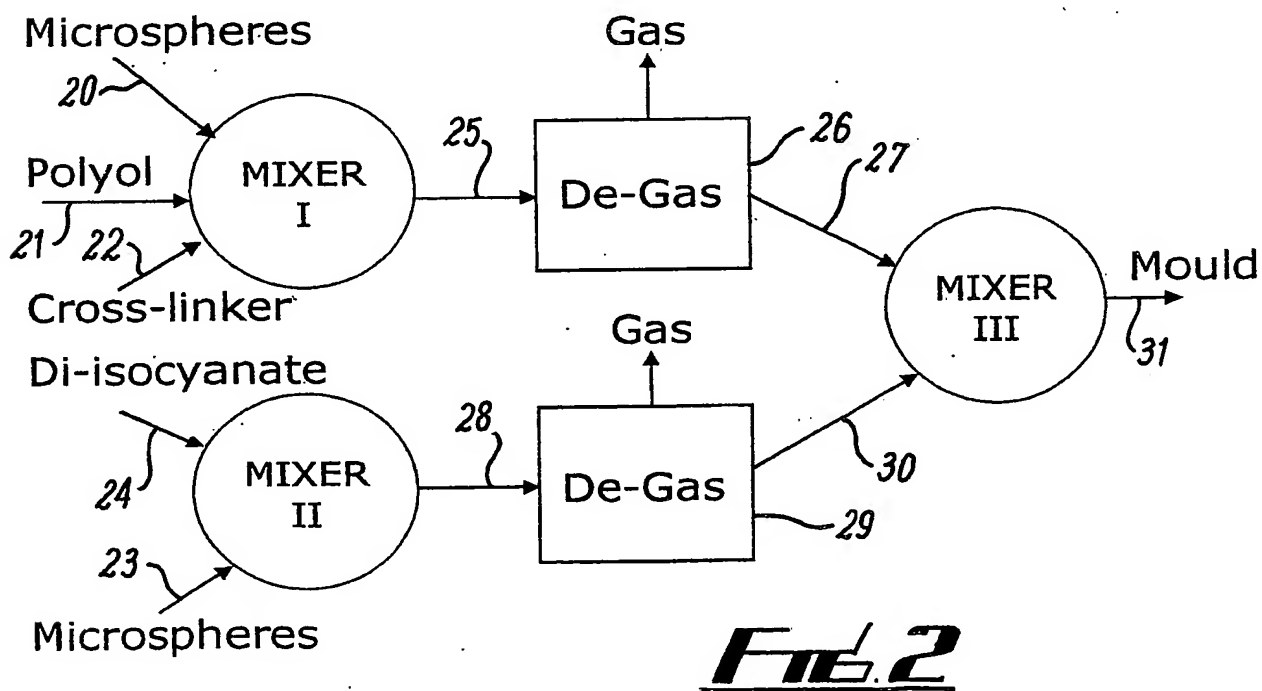 Microspheres
Gas
20
MIXER
I
25
26
27
Polyol
De-Gas
21
22
Cross-linker
Mould
MIXER
III
31
Gas
Di-isocyanate
28
30
24
MIXER
II
De-Gas
29
23
Microspheres
FIG. 2